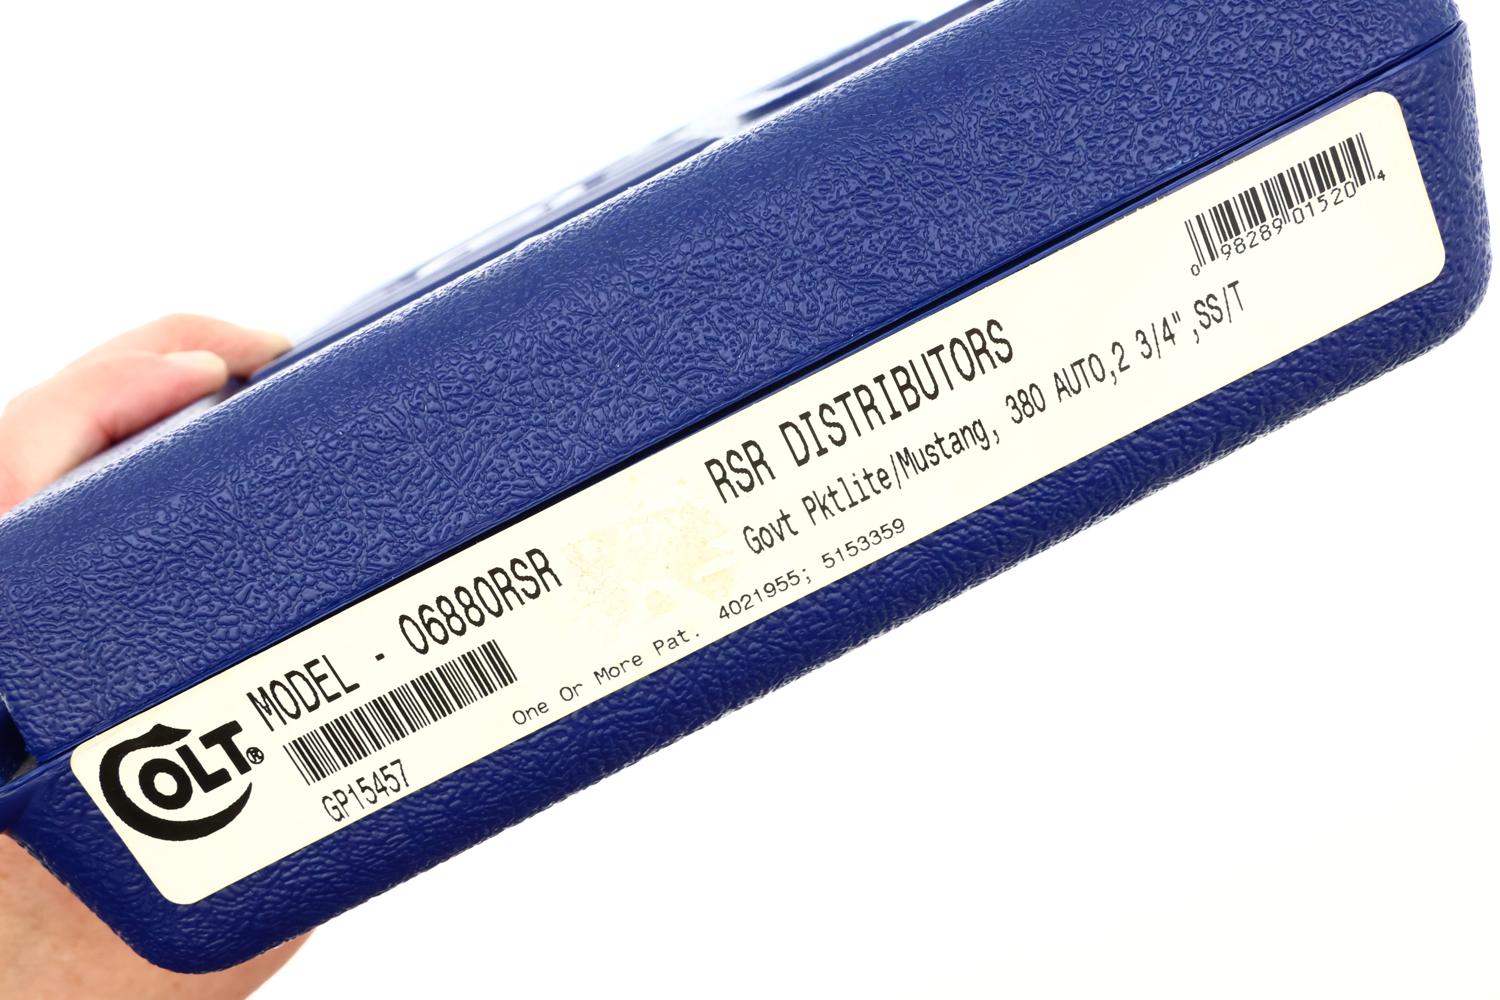 COLT®
MODEL - 06880RSR
GP15457
RSR DISTRIBUTORS
Govt Pktlite/Mustang, 380 AUTO,2 3/4",SS/T
One Or More Pat. 4021955; 5153359
0 98289 01520 4